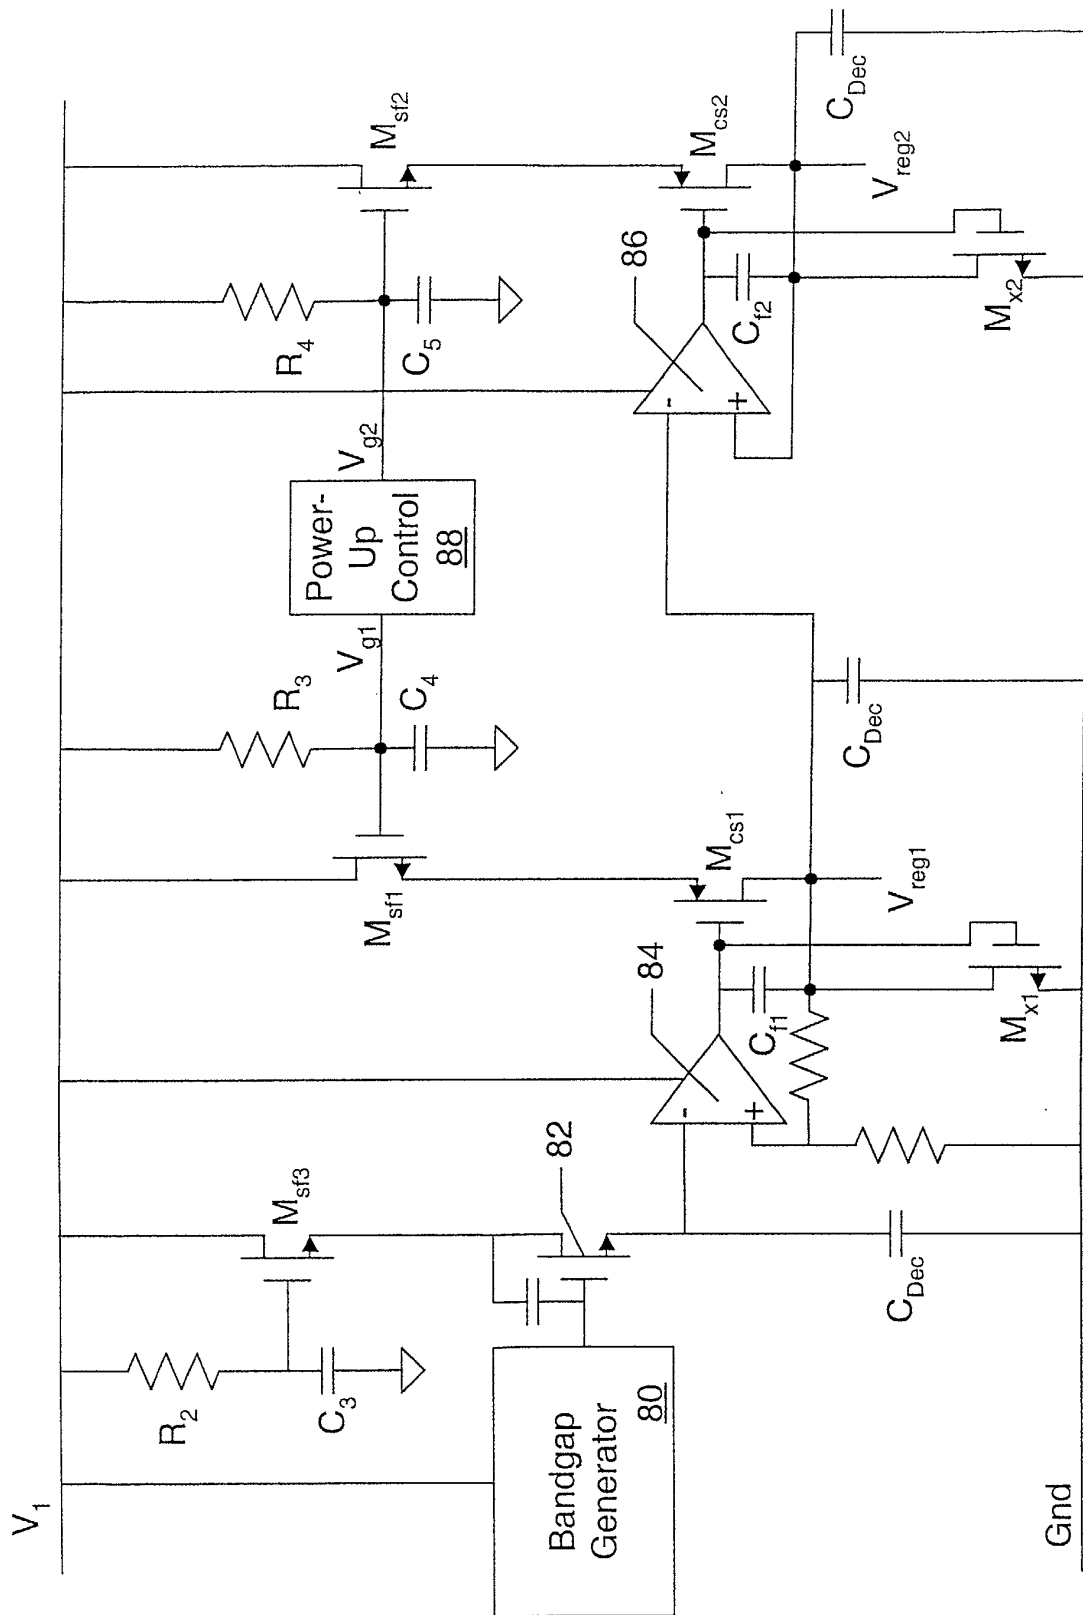 V1
R2
C3
Msf3
Bandgap
Generator
80
82
CDec
84
Cf1
Mx1
Msf1
Mcs1
Vreg1
R3
C4
Vg1
CDec
Power-
Up
Control
88
Vg2
R4
C5
86
Cf2
Mx2
Msf2
Mcs2
Vreg2
CDec
-
+
-
+
Gnd